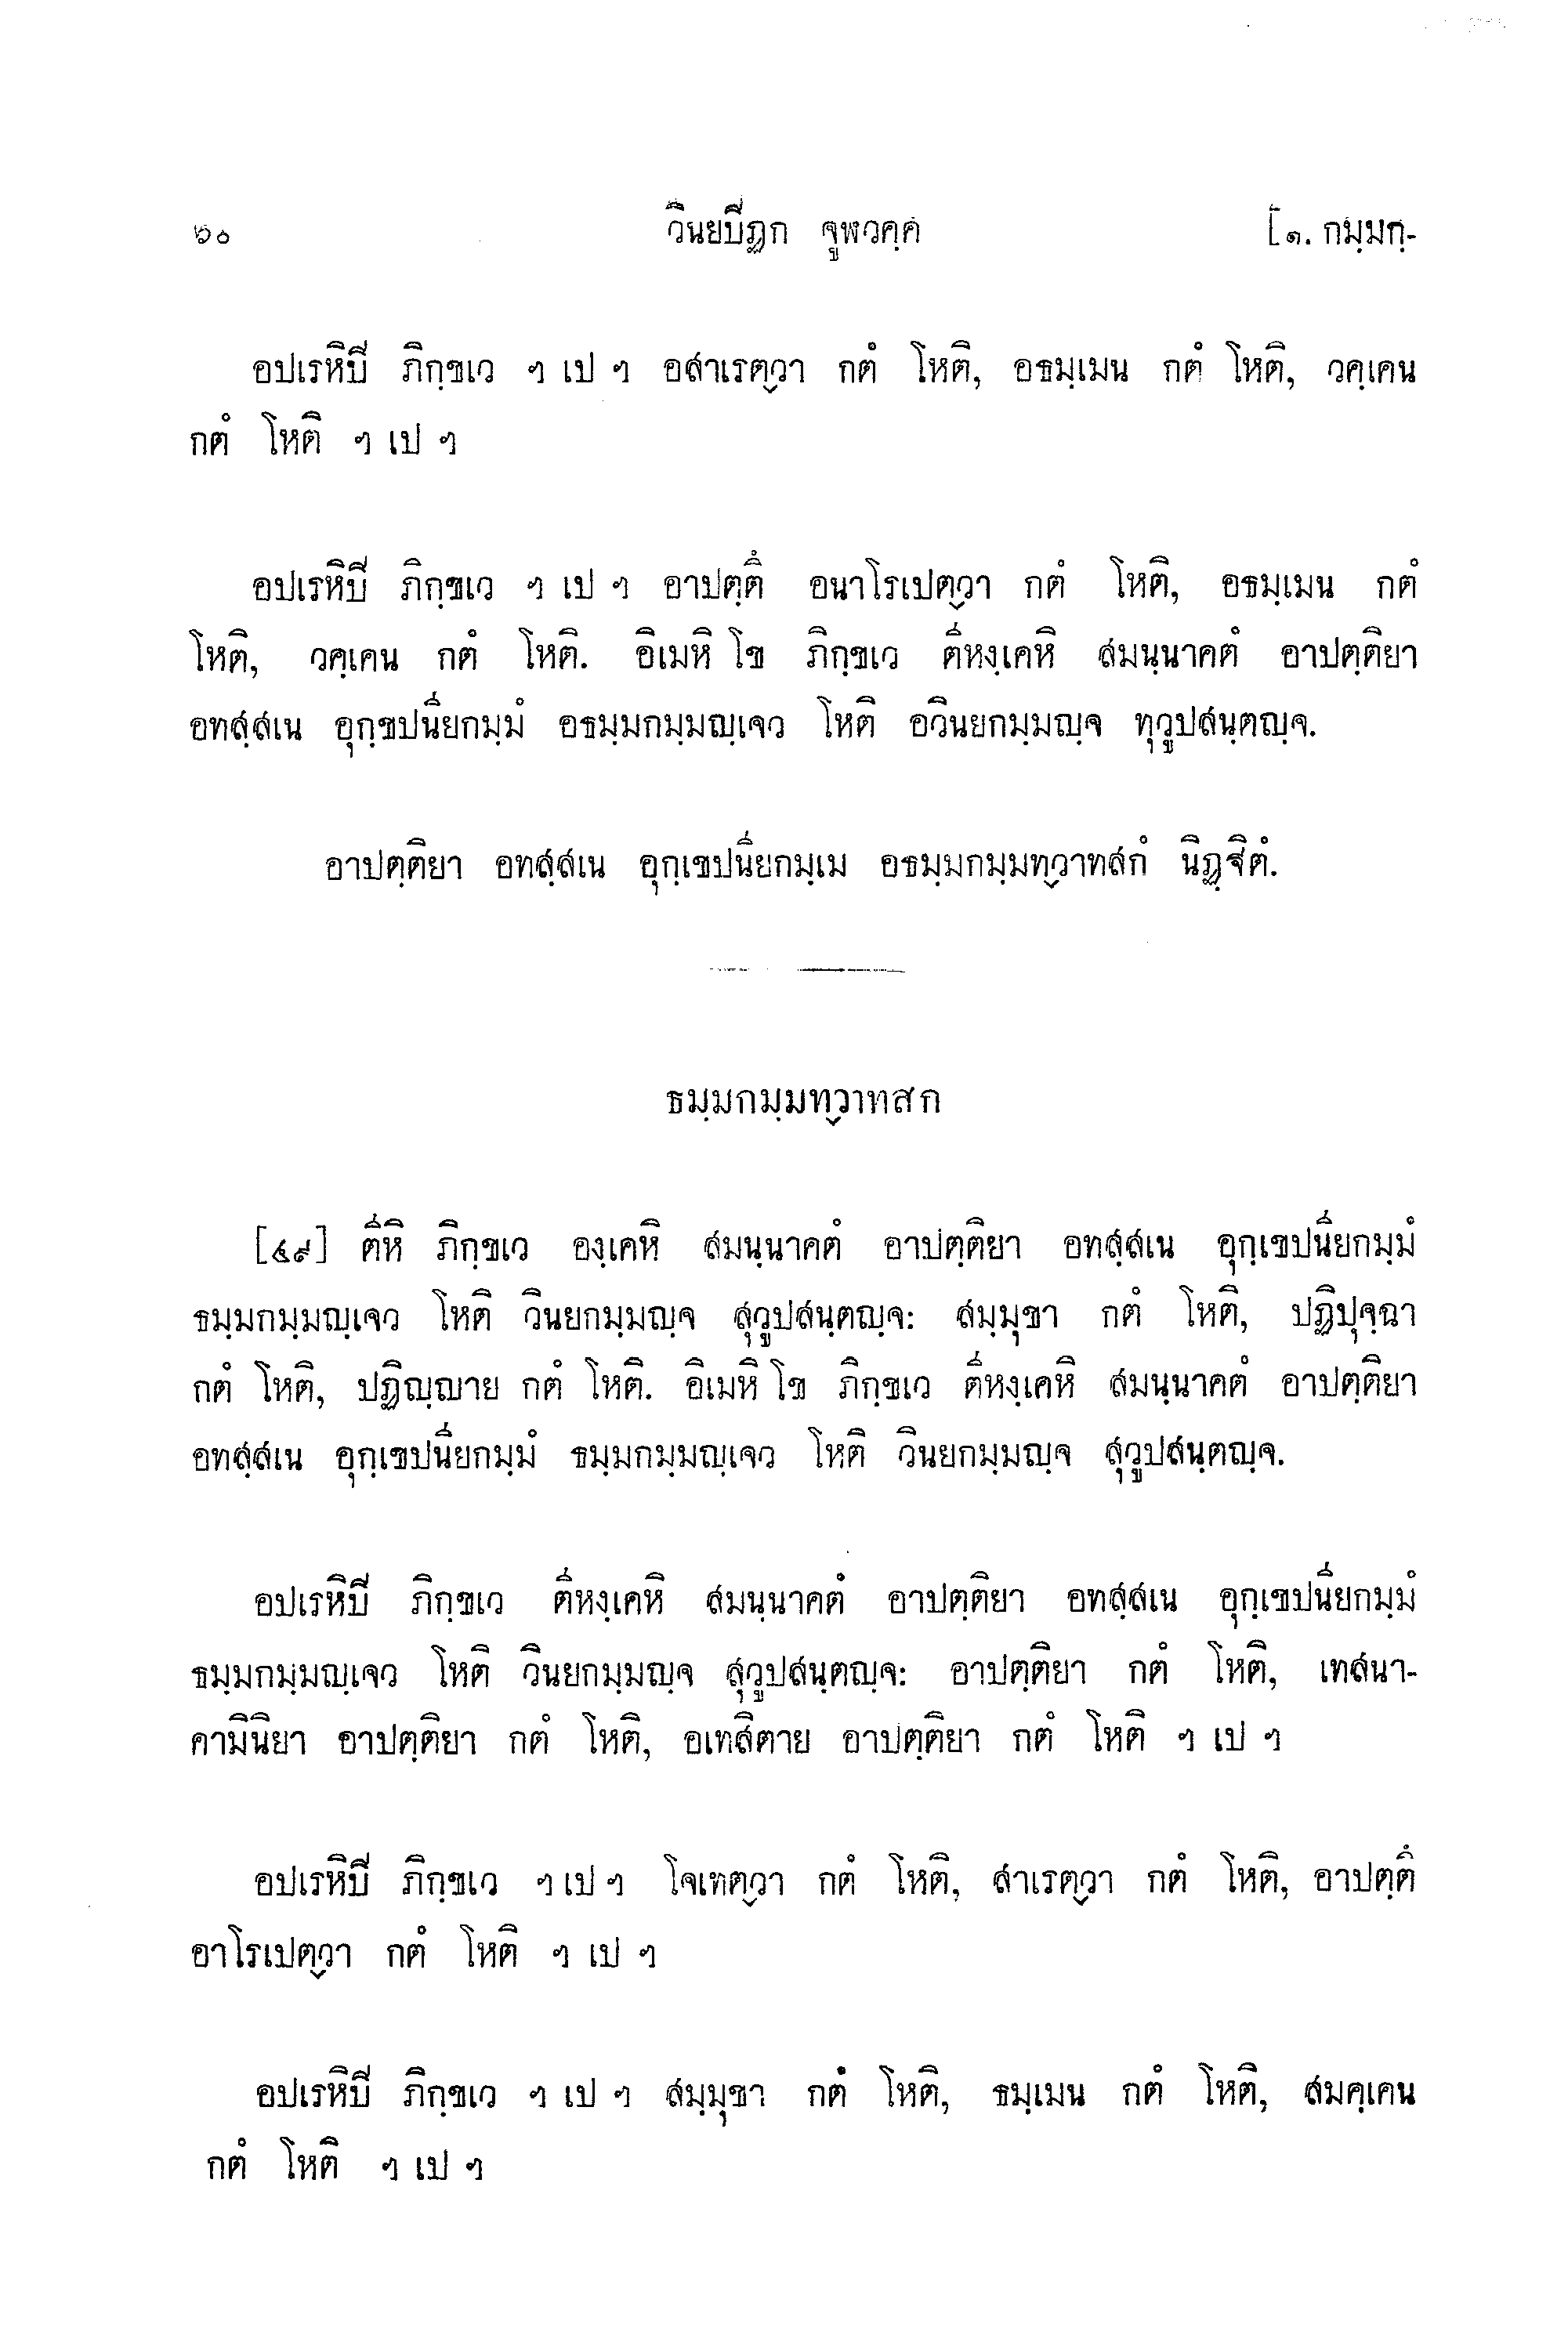 ๖๐ วินยปิฏก จูฬวคฺค [๑. กมฺมกฺ-
อปเรหิปิ ภิกฺขเว ฯ เป ฯ อสาเรตฺวา กตํ โหติ, อธมฺเมน กตํ โหติ, วคฺเคน
กตํ โหติ ฯ เป ฯ
อปเรหิปิ ภิกฺขเว ฯ เป ฯ อาปตฺตึ อนาโรเปตฺวา กตํ โหติ, อธมฺเมน กตํ
โหติ, วคฺเคน กตํ โหติ. อิเมหิ โข ภิกฺขเว ตีหงฺเคหิ สมนฺนาคตํ อาปตฺติยา
อทสฺสเน อุกฺขปนียกมฺมํ อธมฺมกมฺมญฺเจว โหติ อวินยกมฺมญฺจ ทุวูปสนฺตญฺจ.
อาปตฺติยา อทสฺสเน อุกฺเขปนียกมฺเม อธมฺมกมฺมทฺวาทสกํ นิฏฺฐิตํ.
ธมฺมกมฺมทฺวาทสก
[๔๙] ตีหิ ภิกฺขเว องฺเคหิ สมนฺนาคตํ อาปตฺติยา อทสฺสเน อุกฺเขปนียกมฺมํ
ธมฺมกมฺมญฺเจว โหติ วินยกมฺมญฺจ สุวูปสนฺตญฺจ: สมฺมุขา กตํ โหติ, ปฏิปุจฺฉา
กตํ โหติ, ปฏิญฺญาย กตํ โหติ. อิเมหิ โข ภิกฺขเว ตีหงฺเคหิ สมนฺนาคตํ อาปตฺติยา
อทสฺสเน อุกฺเขปนียกมฺมํ ธมฺมกมฺมญฺเจว โหติ วินยกมฺมญฺจ สุวูปสนฺตญฺจ.
อปเรหิปิ ภิกฺขเว ตีหงฺเคหิ สมนฺนาคตํ อาปตฺติยา อทสฺสเน อุกฺเขปนียกมฺมํ
ธมฺมกมฺมญฺเจว โหติ วินยกมฺมญฺจ สุวูปสนฺตญฺจ: อาปตฺติยา กตํ โหติ, เทสนา-
คามินิยา อาปตฺติยา กตํ โหติ, อเทสิตาย อาปตฺติยา กตํ โหติ ฯ เป ฯ
อปเรหิปิ ภิกฺขเว ฯ เป ฯ โจเทตฺวา กตํ โหติ, สาเรตฺวา กตํ โหติ, อาปตฺตึ
อาโรเปตฺวา กตํ โหติ ฯ เป ฯ
อปเรหิปิ ภิกฺขเว ฯ เป ฯ สมฺมุขา กตํ โหติ, ธมฺเมน กตํ โหติ, สมคฺเคน
กตํ โหติ ฯ เป ฯ